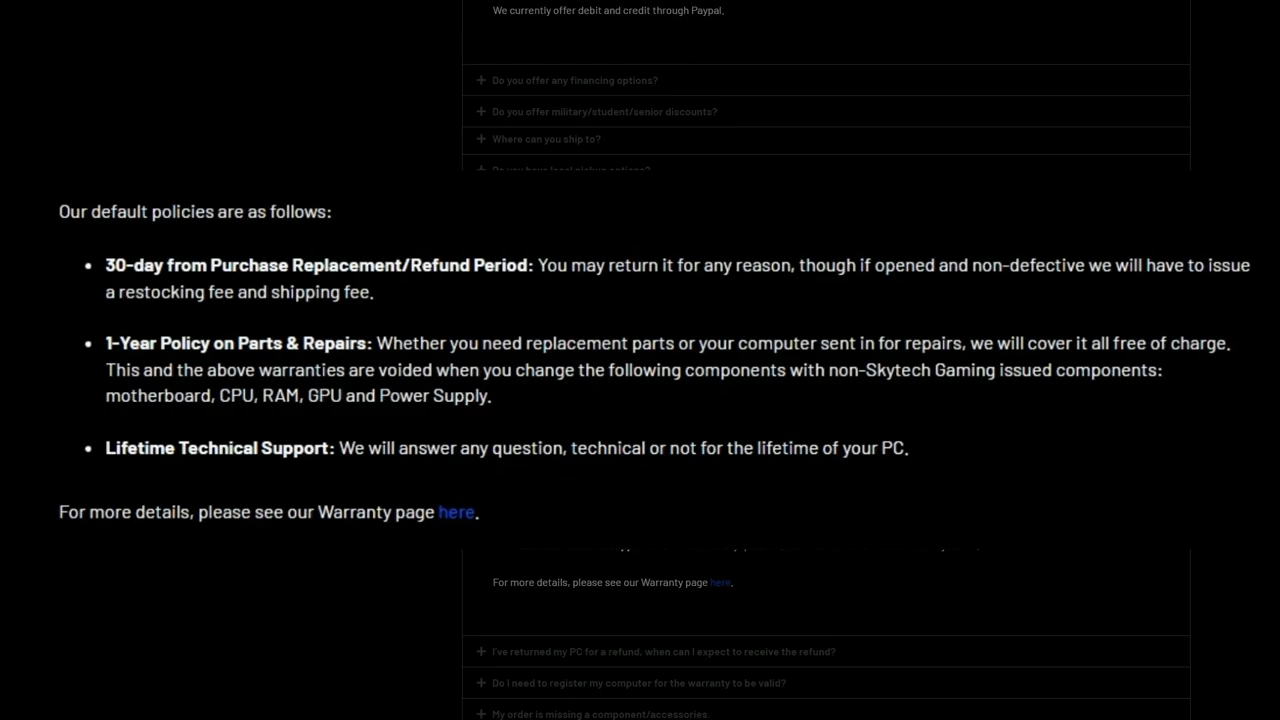 We currently offer debit and credit through Paypal.
+ Do you offer any financing options?
+ Do you offer military/student/senior discounts?
+ Where can you ship to?
+ Do you have local pickup options?
Our default policies are as follows:
• 30-day from Purchase Replacement/Refund Period: You may return it for any reason, though if opened and non-defective we will have to issue
a restocking fee and shipping fee.
• 1-Year Policy on Parts & Repairs: Whether you need replacement parts or your computer sent in for repairs, we will cover it all free of charge.
This and the above warranties are voided when you change the following components with non-Skytech Gaming issued components:
motherboard, CPU, RAM, GPU and Power Supply.
• Lifetime Technical Support: We will answer any question, technical or not for the lifetime of your PC.
For more details, please see our Warranty page here.
For more details, please see our Warranty page here.
+ I've returned my PC for a refund, when can I expect to receive the refund?
+ Do I need to register my computer for the warranty to be valid?
+ My order is missing a component/accessories.